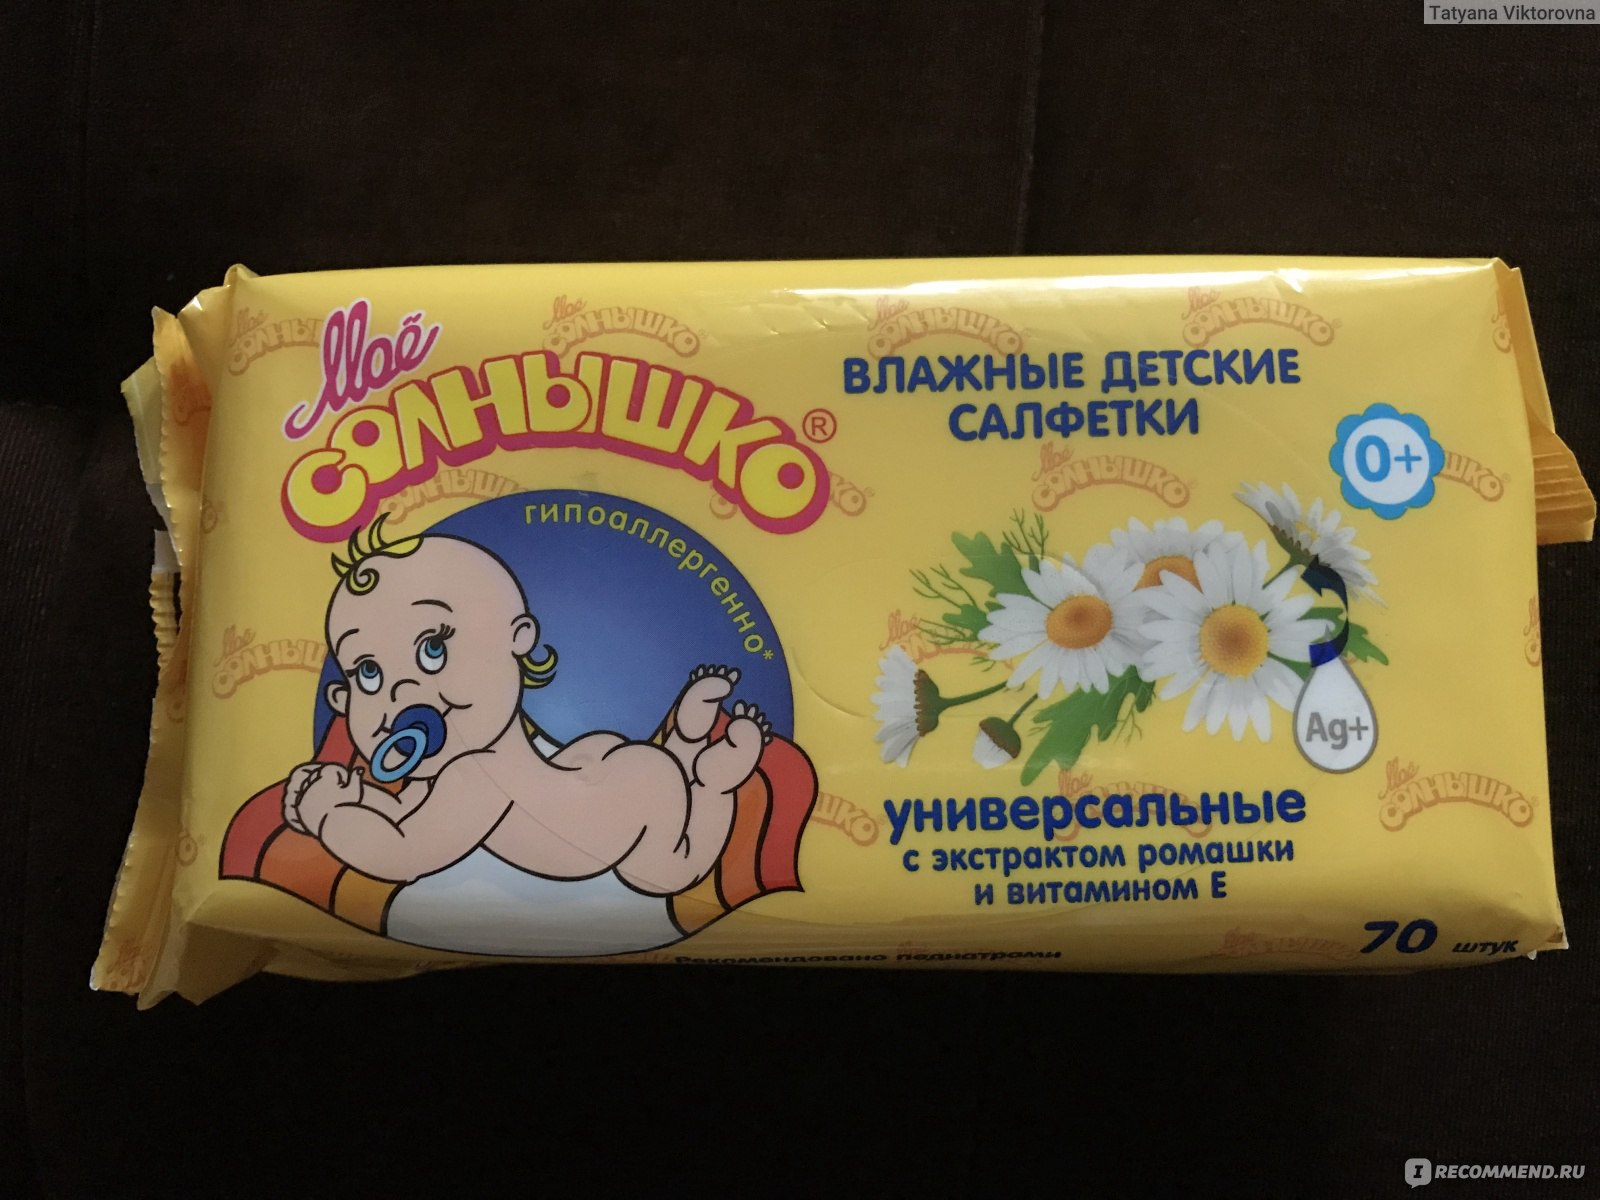 Tatyana Viktorovna
Моё
СОЛНЫШКО®
гипоаллергенно*
ВЛАЖНЫЕ ДЕТСКИЕ
САЛФЕТКИ
0+
Ag+
универсальные
с экстрактом ромашки
и витамином Е
70 штук
Рекомендовано педиатрами
IRECOMMEND.RU